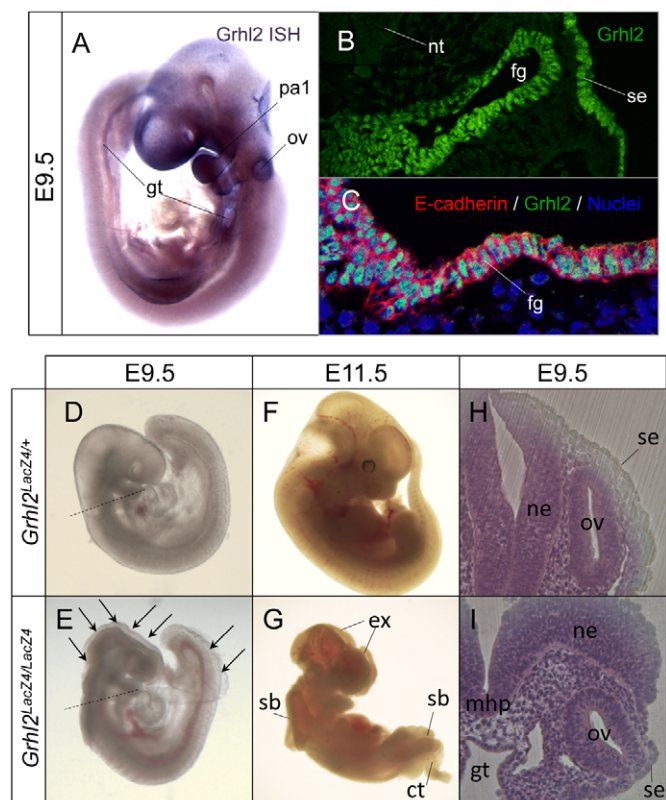 E9.5
A
Grhl2 ISH
pa1
ov
gt
B
Grhl2
nt
fg
se
C
E-cadherin / Grhl2 / Nuclei
fg
E9.5
E11.5
E9.5
Grhl2LacZ4/+
D
F
H
se
ne
ov
Grhl2LacZ4/LacZ4
E
G
ex
sb
sb
ct
I
ne
mhp
ov
gt
se